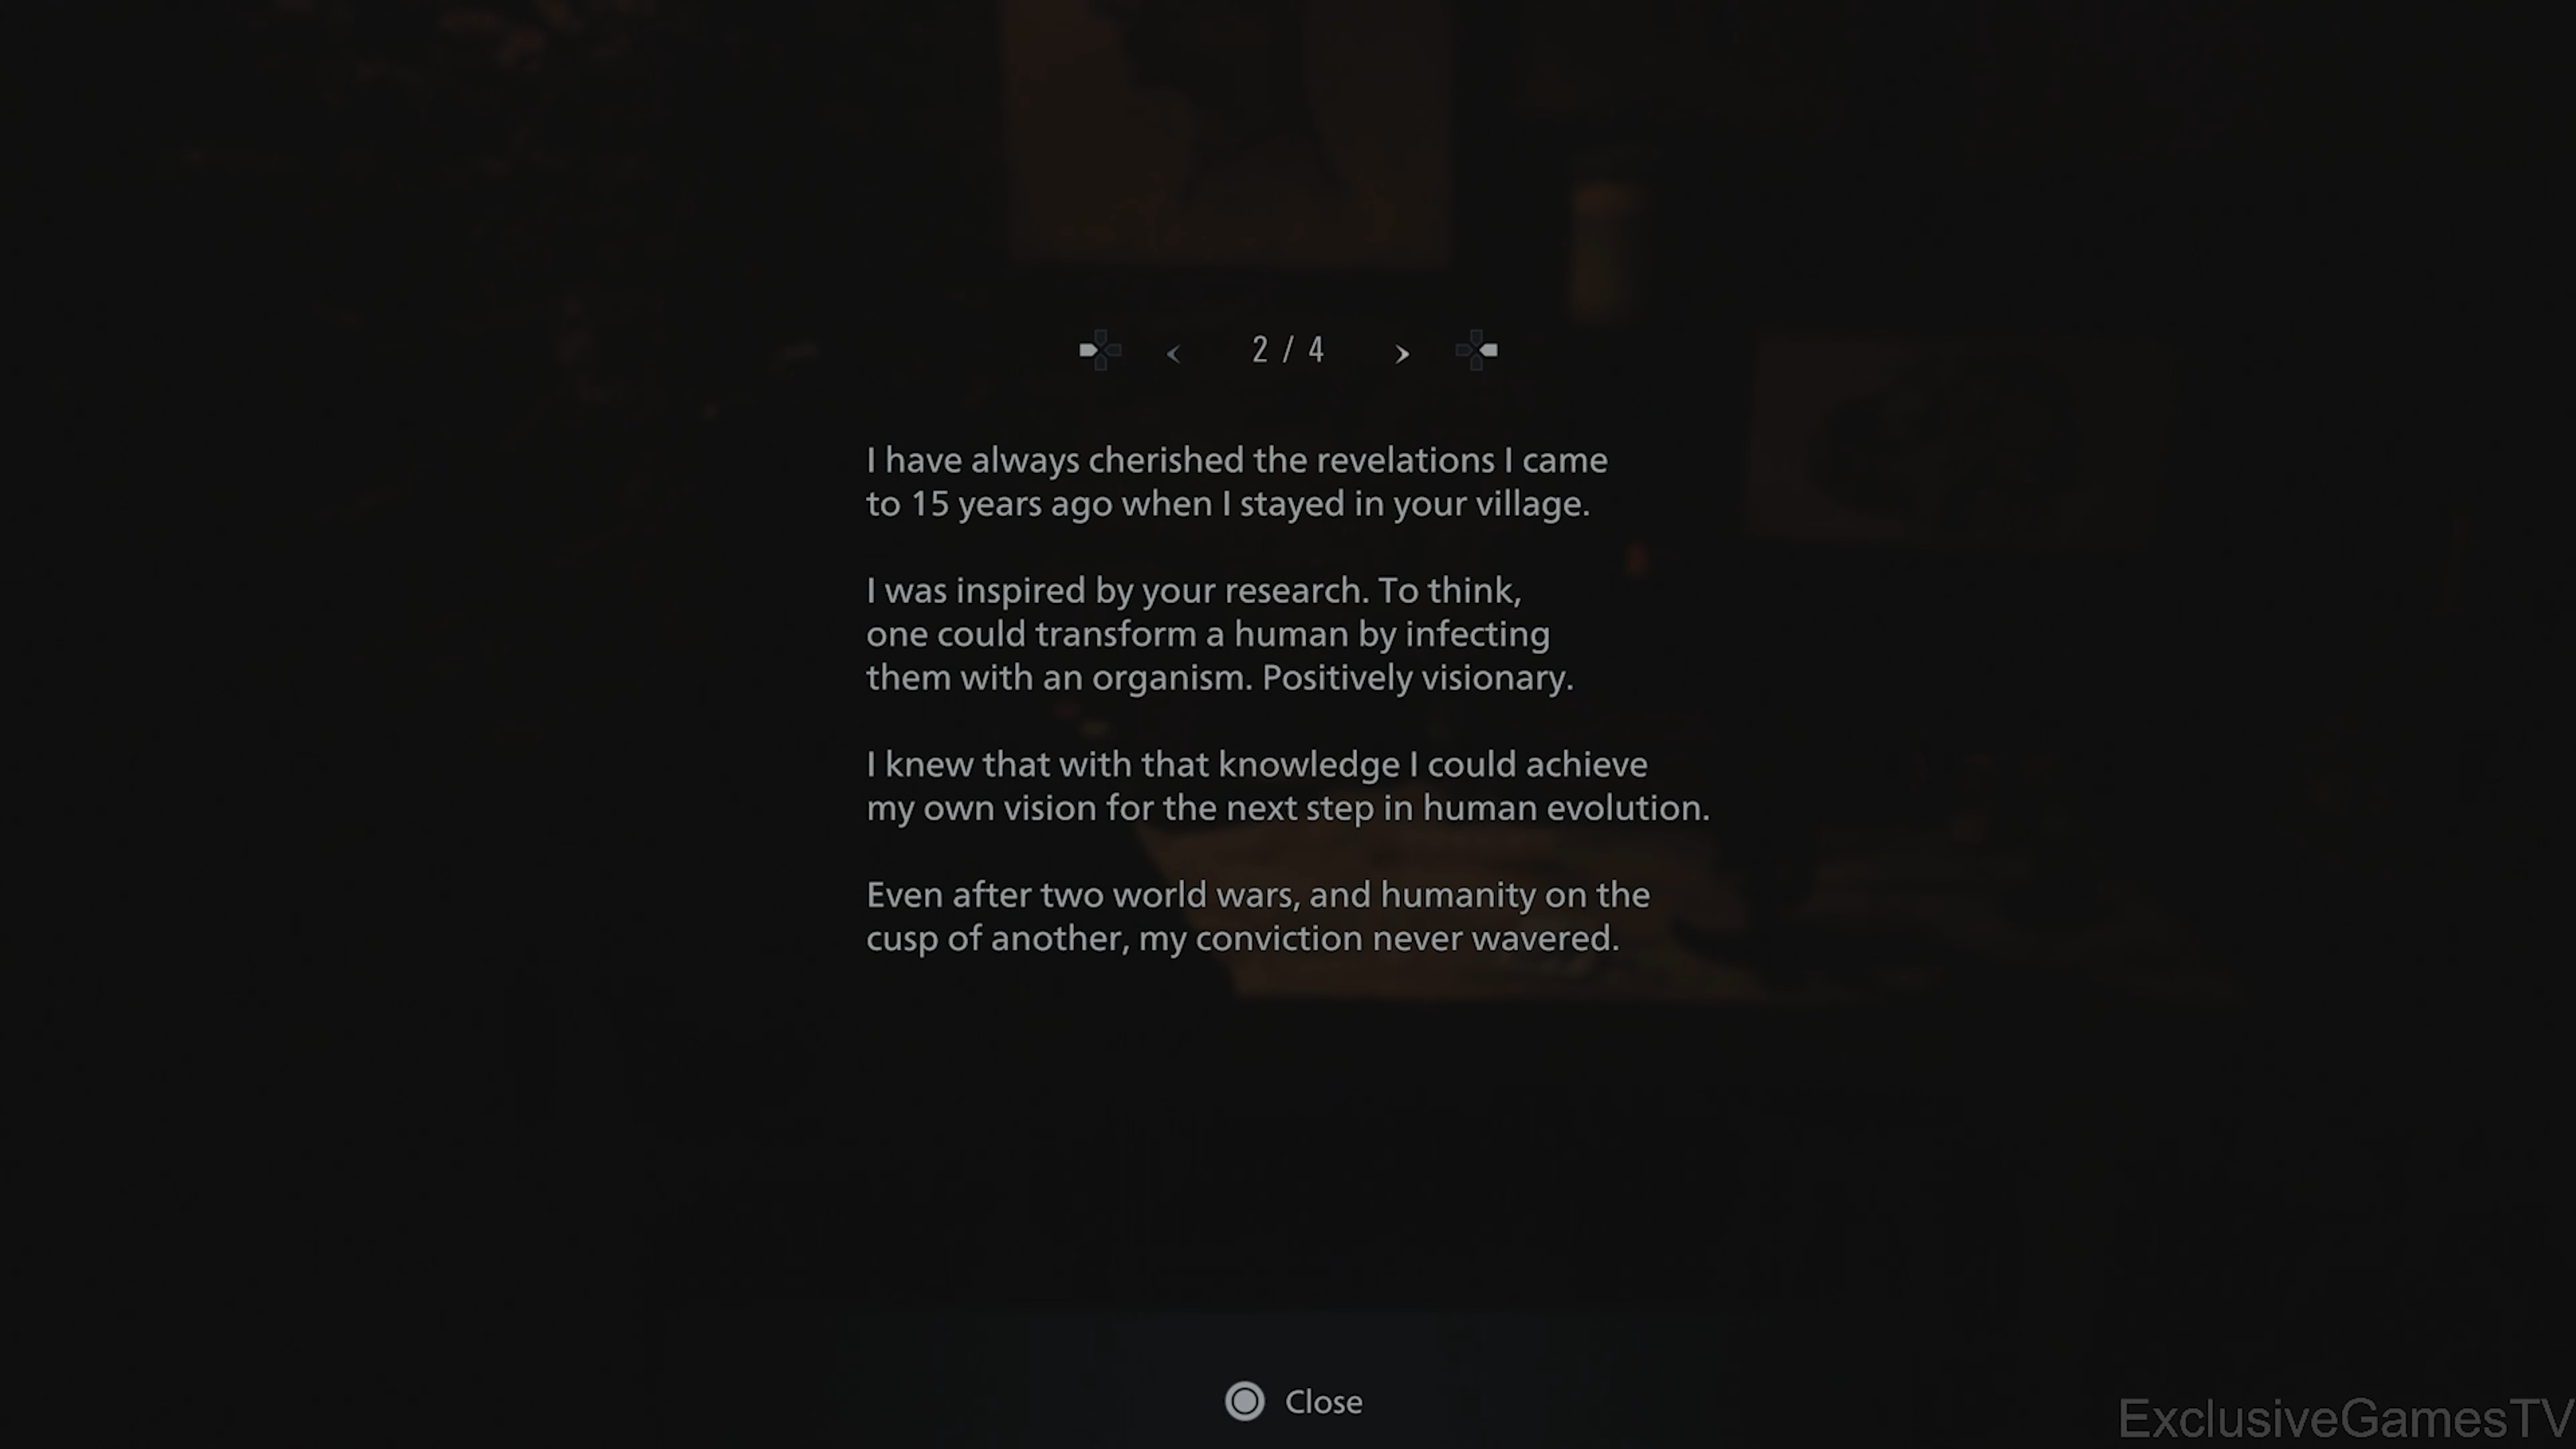 2 / 4
I have always cherished the revelations I came
to 15 years ago when I stayed in your village.
I was inspired by your research. To think,
one could transform a human by infecting
them with an organism. Positively visionary.
I knew that with that knowledge I could achieve
my own vision for the next step in human evolution.
Even after two world wars, and humanity on the
cusp of another, my conviction never wavered.
Close
ExclusiveGamesTV